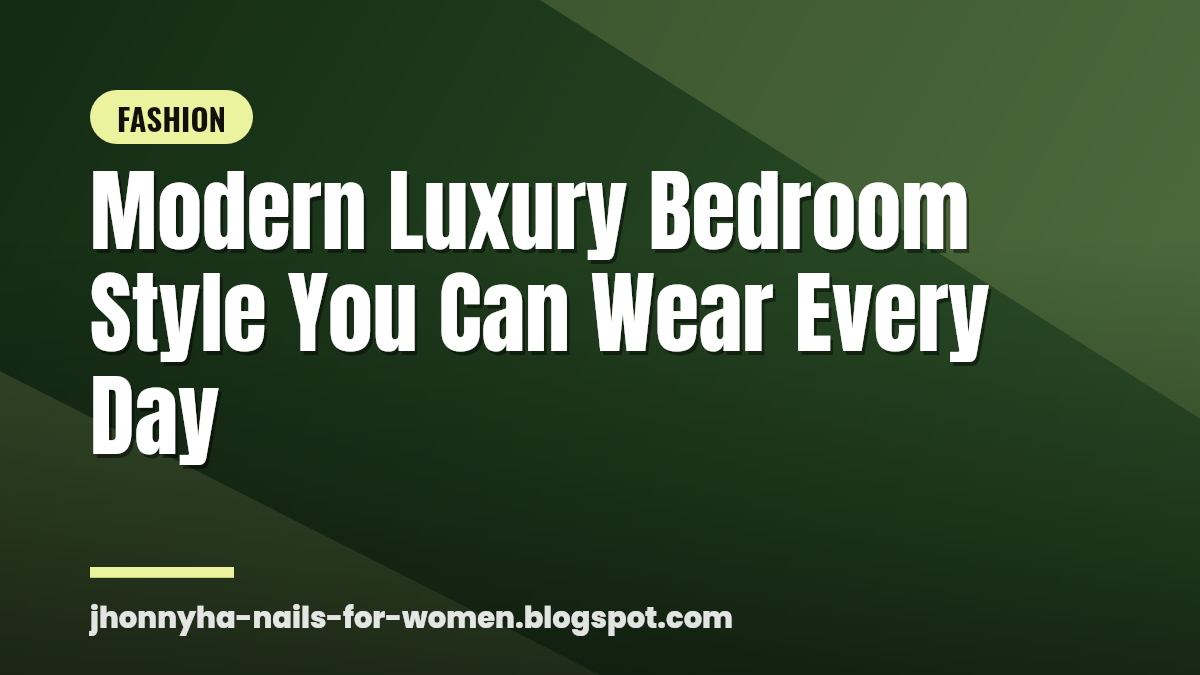 FASHION
Modern Luxury Bedroom
Style You Can Wear Every
Day
jhonnyha-nails-for-women.blogspot.com